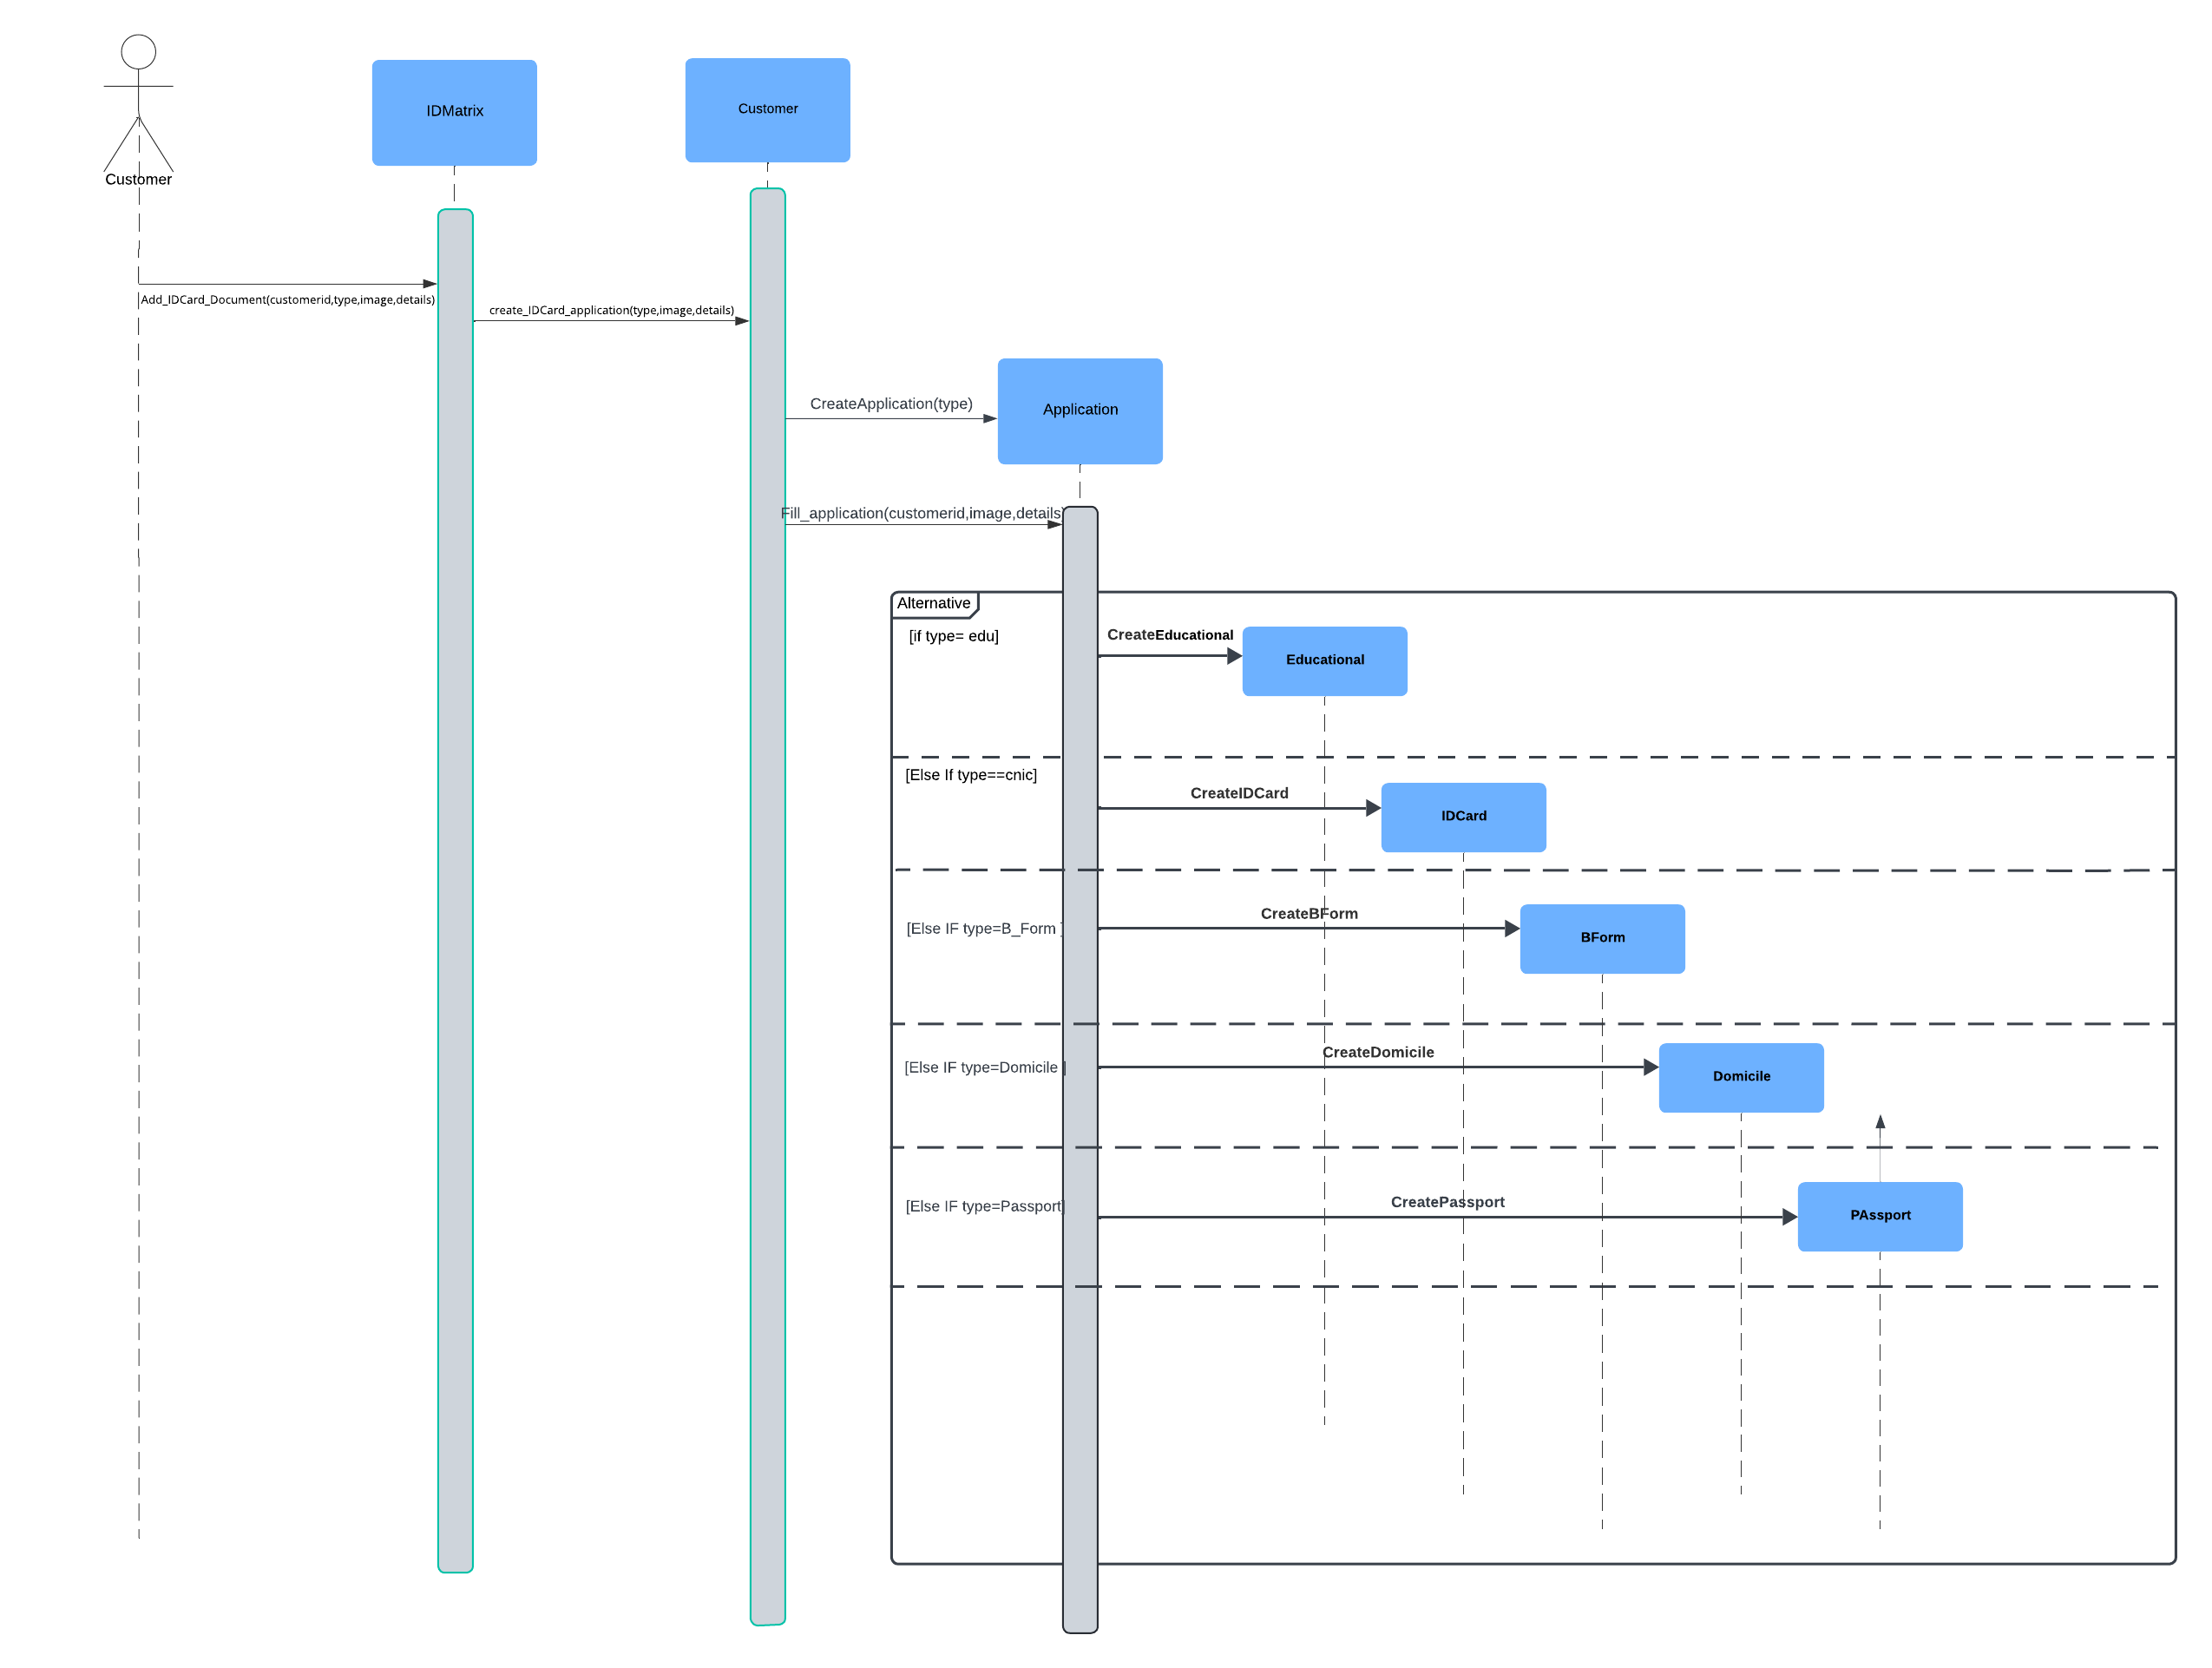 Customer
IDMatrix
Customer
Add_IDCard_Document(customerid,type,image,details)
create_IDCard_application(type,image,details)
CreateApplication(type)
Application
Fill_application(customerid,image,details)
Alternative
[if type= edu]
CreateEducational
Educational
[Else If type==cnic]
CreateIDCard
IDCard
[Else IF type=B_Form ]
CreateBForm
BForm
[Else IF type=Domicile ]
CreateDomicile
Domicile
[Else IF type=Passport]
CreatePassport
PAssport